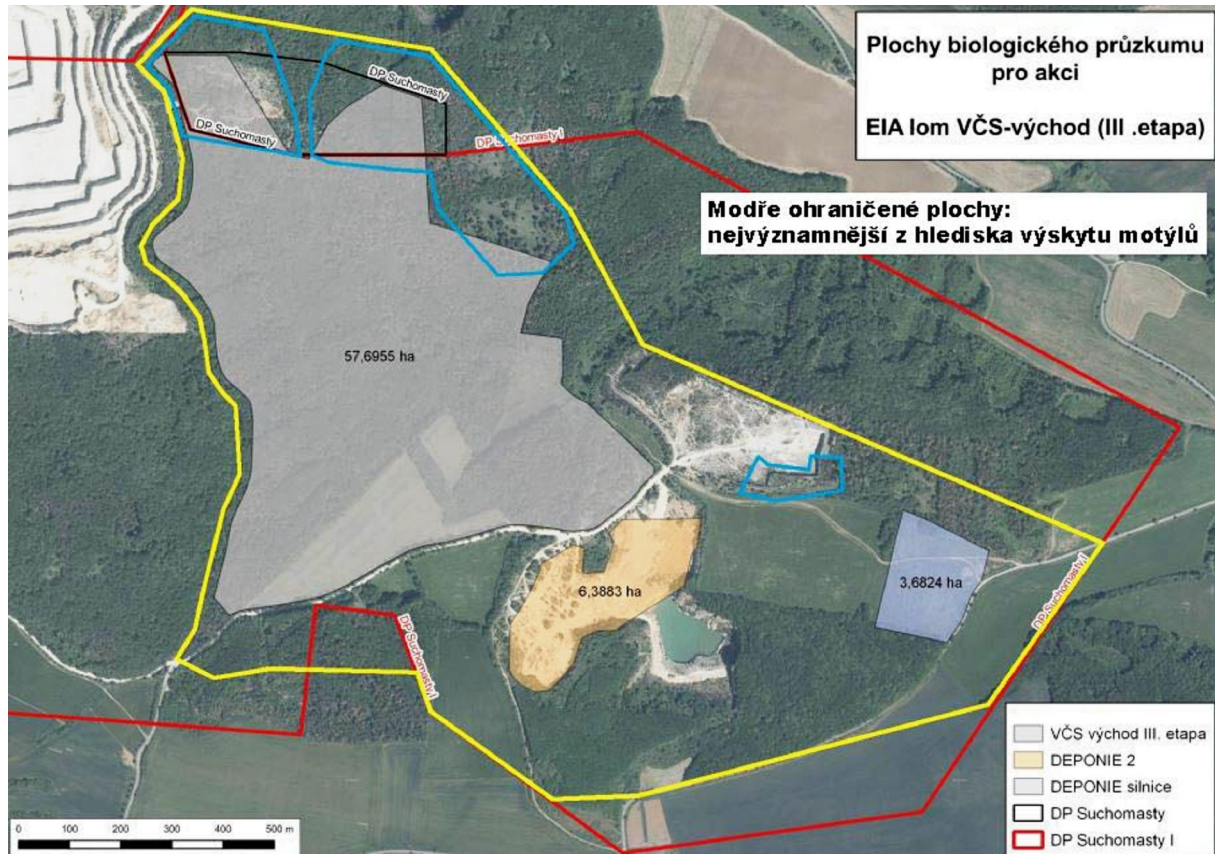 Plochy biologického průzkumu
pro akci
EIA lom VČS-východ (III .etapa)
Modře ohraničené plochy:
nejvýznamnější z hlediska výskytu motýlů
DP Suchomasty
DP Suchomasty
DP Suchomasty I
57,6955 ha
6,3883 ha
3,6824 ha
DP Suchomasty I
DP Suchomasty I
VČS východ III. etapa
DEPONIE 2
DEPONIE silnice
DP Suchomasty
DP Suchomasty I
0 100 200 300 400 500 m